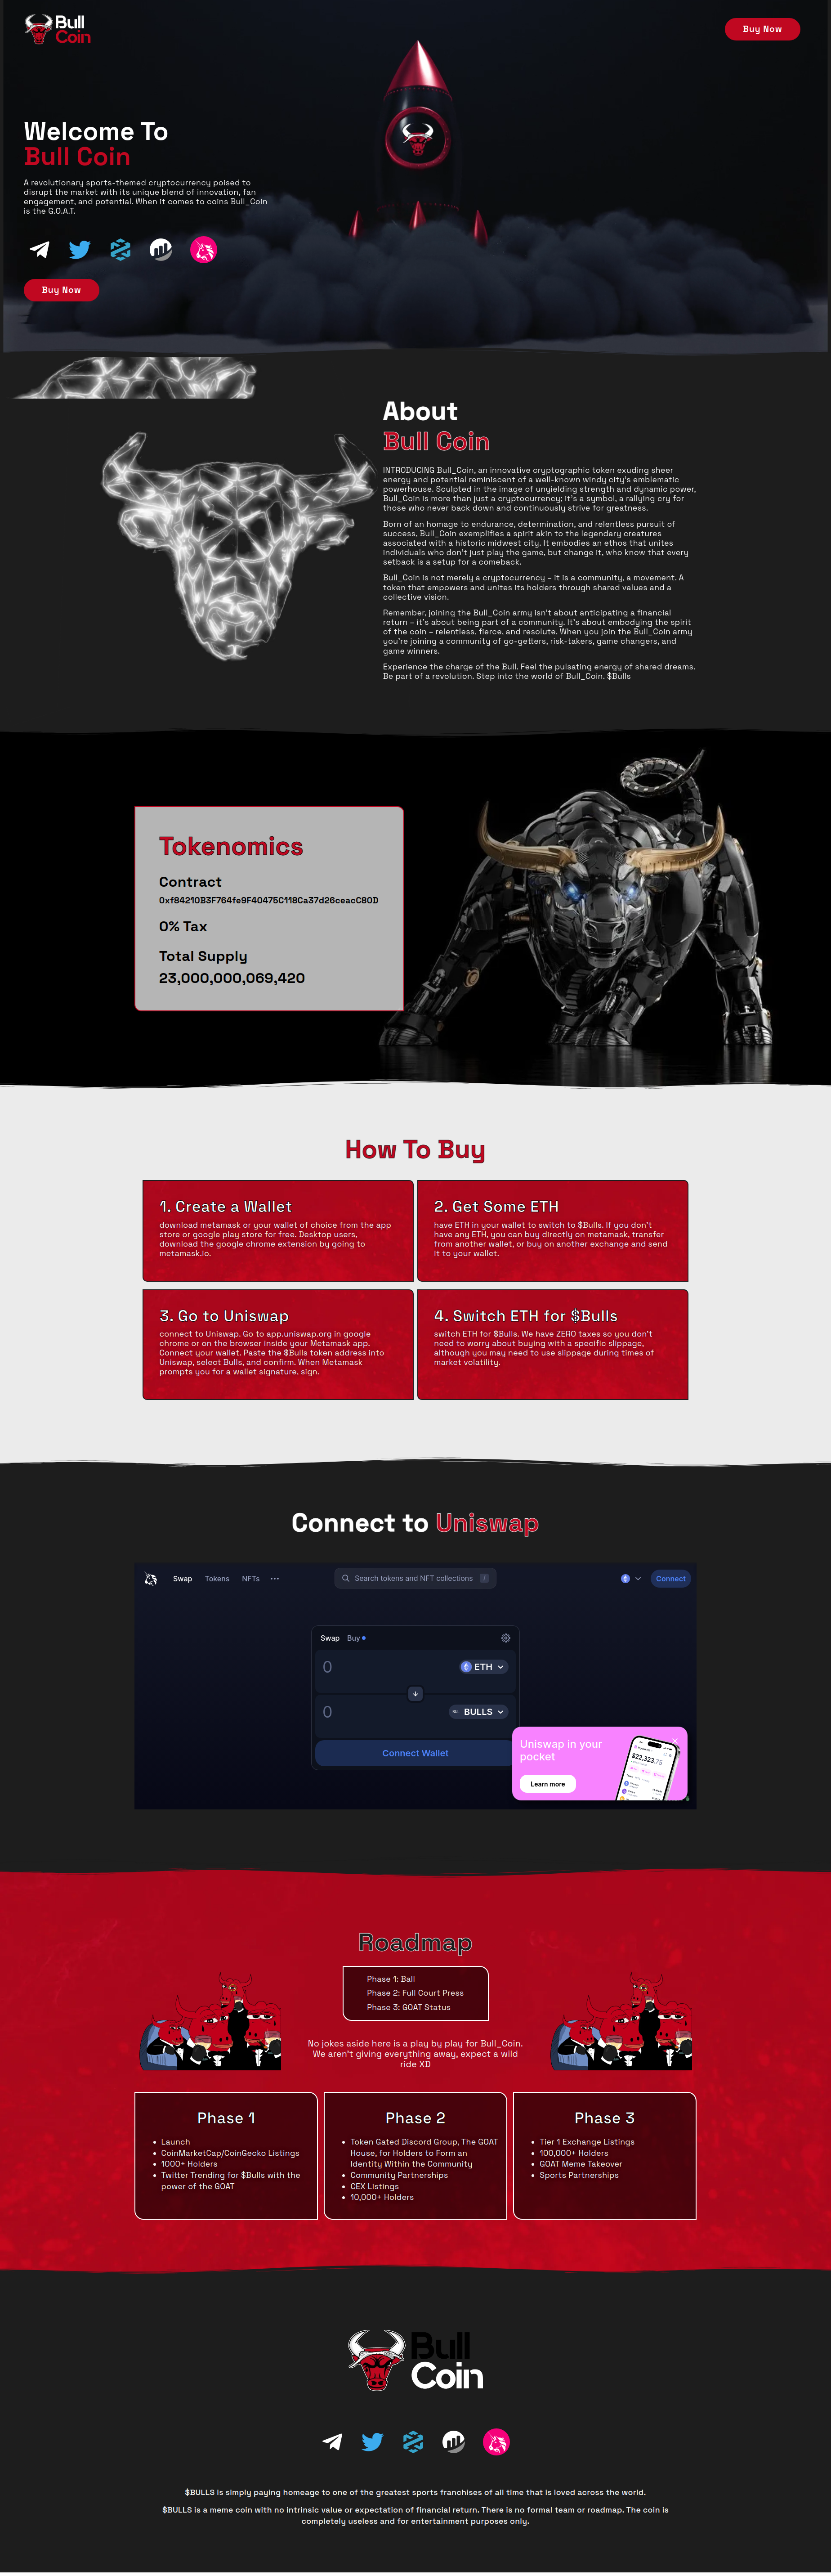 Bull
Coin
Buy Now
Welcome To
Bull Coin
A revolutionary sports-themed cryptocurrency poised to
disrupt the market with its unique blend of innovation, fan
engagement, and potential. When it comes to coins Bull_Coin
is the G.O.A.T.
Buy Now
About
Bull Coin
INTRODUCING Bull_Coin, an innovative cryptographic token exuding sheer
energy and potential reminiscent of a well-known windy city's emblematic
powerhouse. Sculpted in the image of unyielding strength and dynamic power,
Bull_Coin is more than just a cryptocurrency; it's a symbol, a rallying cry for
those who never back down and continuously strive for greatness.
Born of an homage to endurance, determination, and relentless pursuit of
success, Bull_Coin exemplifies a spirit akin to the legendary creatures
associated with a historic midwest city. It embodies an ethos that unites
individuals who don't just play the game, but change it, who know that every
setback is a setup for a comeback.
Bull_Coin is not merely a cryptocurrency – it is a community, a movement. A
token that empowers and unites its holders through shared values and a
collective vision.
Remember, joining the Bull_Coin army isn't about anticipating a financial
return – it's about being part of a community. It's about embodying the spirit
of the coin – relentless, fierce, and resolute. When you join the Bull_Coin army
you're joining a community of go-getters, risk-takers, game changers, and
game winners.
Experience the charge of the Bull. Feel the pulsating energy of shared dreams.
Be part of a revolution. Step into the world of Bull_Coin. $Bulls
Tokenomics
Contract
0xf84210B3F764fe9F40475C118Ca37d26ceacC80D
0% Tax
Total Supply
23,000,000,069,420
How To Buy
1. Create a Wallet
download metamask or your wallet of choice from the app
store or google play store for free. Desktop users,
download the google chrome extension by going to
metamask.io.
2. Get Some ETH
have ETH in your wallet to switch to $Bulls. If you don't
have any ETH, you can buy directly on metamask, transfer
from another wallet, or buy on another exchange and send
it to your wallet.
3. Go to Uniswap
connect to Uniswap. Go to app.uniswap.org in google
chrome or on the browser inside your Metamask app.
Connect your wallet. Paste the $Bulls token address into
Uniswap, select Bulls, and confirm. When Metamask
prompts you for a wallet signature, sign.
4. Switch ETH for $Bulls
switch ETH for $Bulls. We have ZERO taxes so you don't
need to worry about buying with a specific slippage,
although you may need to use slippage during times of
market volatility.
Connect to Uniswap
Swap Tokens NFTs
Search tokens and NFT collections /
Connect
Swap Buy
0 ETH
0 BULLS
Connect Wallet
Uniswap in your
pocket
$22,323.75
Learn more
Roadmap
Phase 1: Ball
Phase 2: Full Court Press
Phase 3: GOAT Status
No jokes aside here is a play by play for Bull_Coin.
We aren't giving everything away, expect a wild
ride XD
Phase 1
Launch
CoinMarketCap/CoinGecko Listings
1000+ Holders
Twitter Trending for $Bulls with the
power of the GOAT
Phase 2
Token Gated Discord Group, The GOAT
House, for Holders to Form an
Identity Within the Community
Community Partnerships
CEX Listings
10,000+ Holders
Phase 3
Tier 1 Exchange Listings
100,000+ Holders
GOAT Meme Takeover
Sports Partnerships
Bull
Coin
$BULLS is simply paying homeage to one of the greatest sports franchises of all time that is loved across the world.
$BULLS is a meme coin with no intrinsic value or expectation of financial return. There is no formal team or roadmap. The coin is
completely useless and for entertainment purposes only.